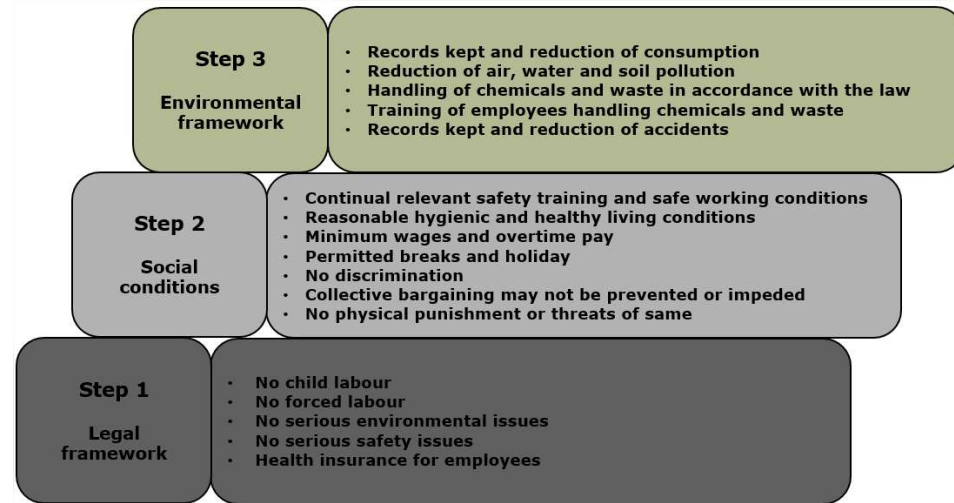 Step 3
Environmental
framework
• Records kept and reduction of consumption
• Reduction of air, water and soil pollution
• Handling of chemicals and waste in accordance with the law
• Training of employees handling chemicals and waste
• Records kept and reduction of accidents
Step 2
Social
conditions
• Continual relevant safety training and safe working conditions
• Reasonable hygienic and healthy living conditions
• Minimum wages and overtime pay
• Permitted breaks and holiday
• No discrimination
• Collective bargaining may not be prevented or impeded
• No physical punishment or threats of same
Step 1
Legal
framework
• No child labour
• No forced labour
• No serious environmental issues
• No serious safety issues
• Health insurance for employees